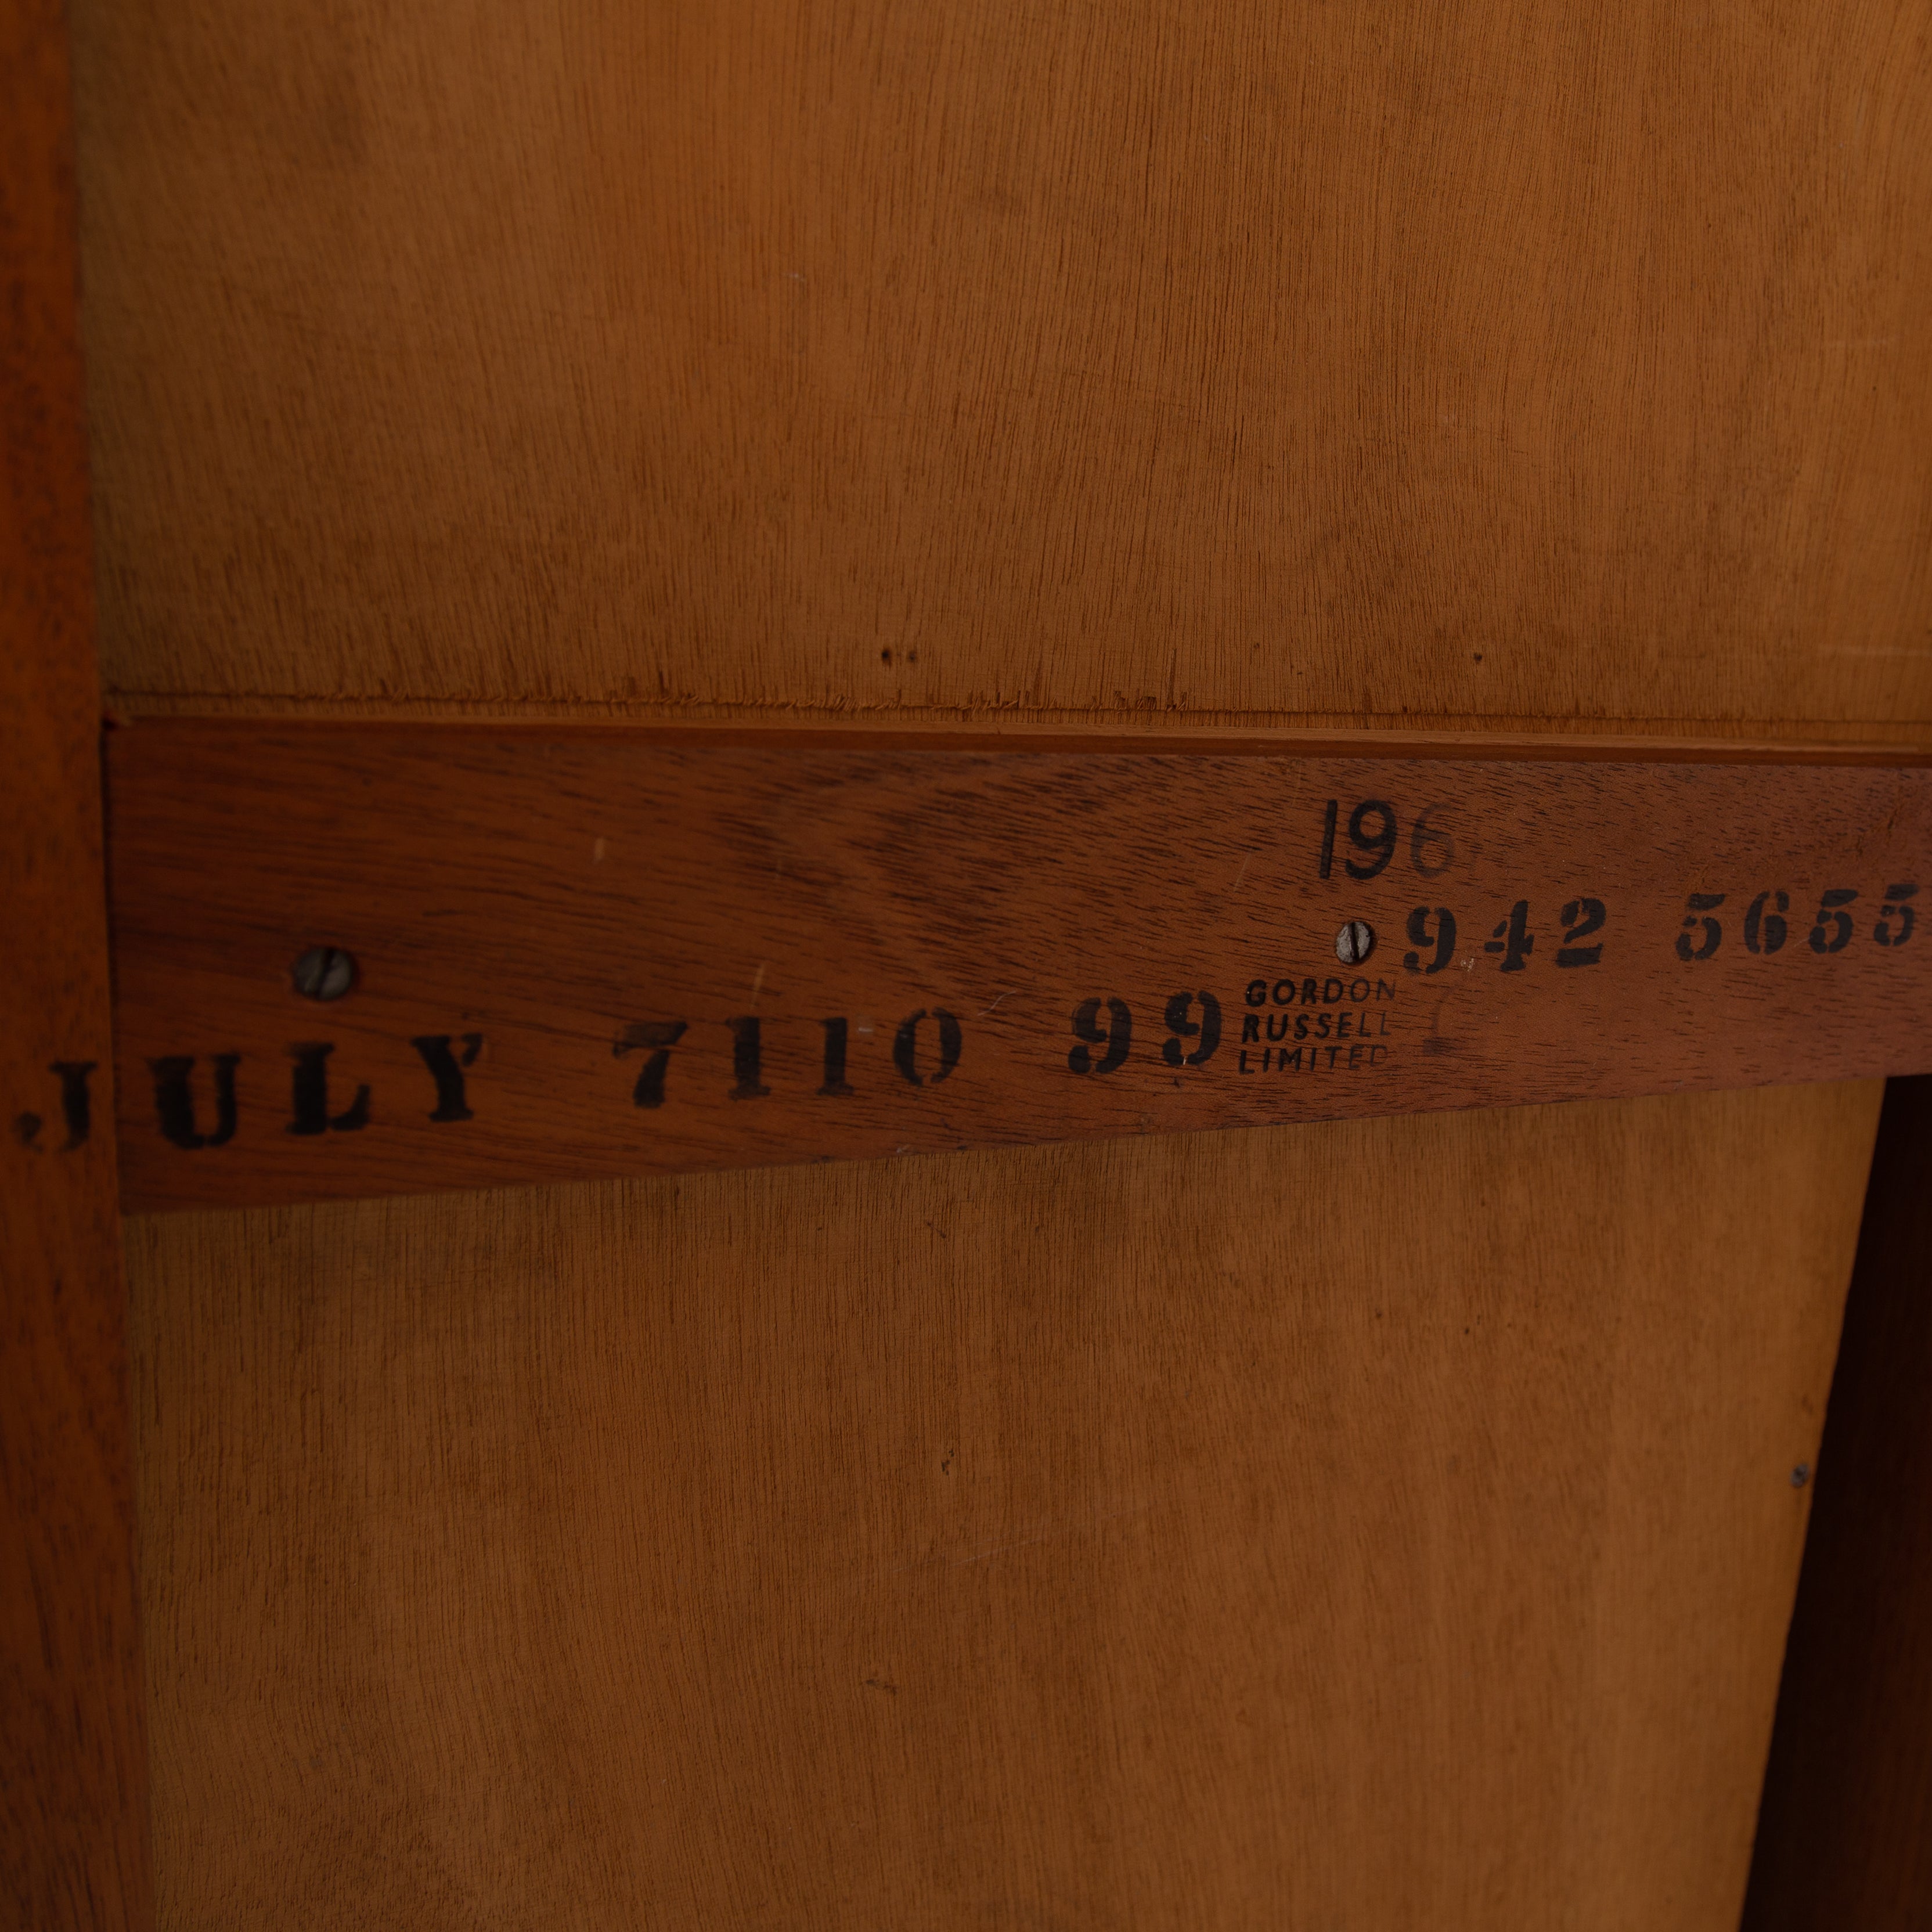 196
942 5655
GORDON
RUSSELL
LIMITED
JULY 7110 99